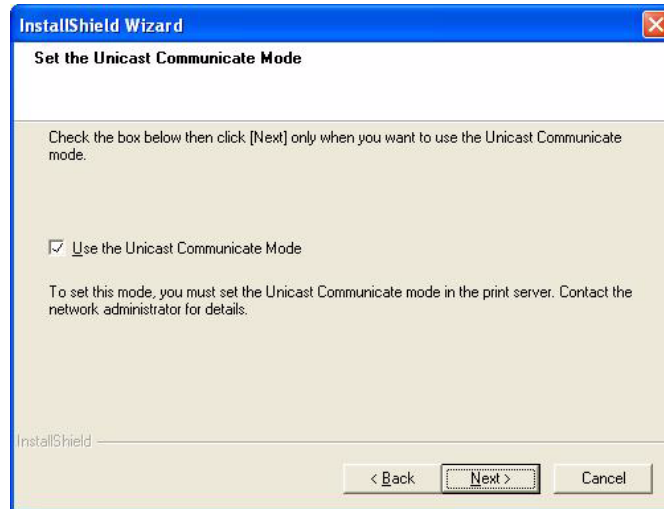 InstallShield Wizard
Set the Unicast Communicate Mode
Check the box below then click [Next] only when you want to use the Unicast Communicate
mode.
Use the Unicast Communicate Mode
To set this mode, you must set the Unicast Communicate mode in the print server. Contact the
network administrator for details.
InstallShield
< Back
Next >
Cancel